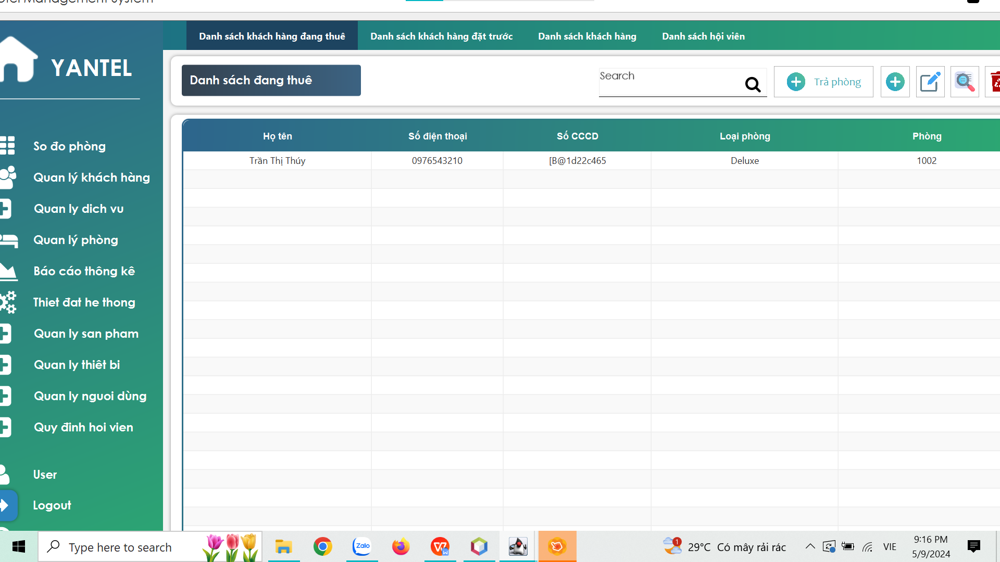 Management System
Danh sách khách hàng đang thuê
Danh sách khách hàng đặt trước
Danh sách khách hàng
Danh sách hội viên
YANTEL
Danh sách đang thuê
Search
Trả phòng
Họ tên
Số điện thoại
Số CCCD
Loại phòng
Phòng
Trần Thị Thúy
0976543210
[B@1d22c465
Deluxe
1002
So đo phòng
Quan lý khách hàng
Quan ly dich vu
Quan lý phòng
Báo cáo thông kê
Thiet đat he thong
Quan ly san pham
Quan ly thiêt bi
Quan ly nguoi dùng
Quy đinh hoi vien
User
Logout
Type here to search
Zalo
W
1
29°C Có mây rải rác
VIE
9:16 PM
5/9/2024